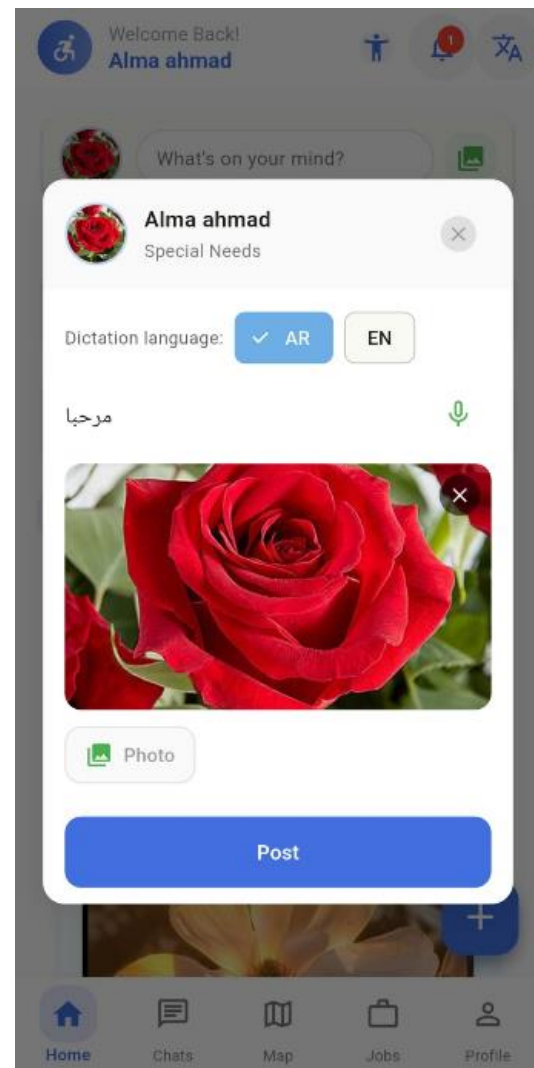 Welcome Back!
Alma ahmad
1
What's on your mind?
Alma ahmad
Special Needs
Dictation language:
AR
EN
مرحبا
Photo
Post
Home
Chats
Map
Jobs
Profile